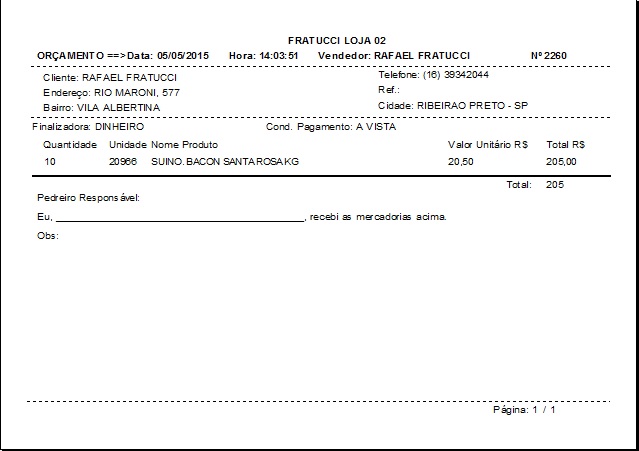 FRATUCCI LOJA 02
ORÇAMENTO ==>Data: 05/05/2015 Hora: 14:03:51 Vendedor: RAFAEL FRATUCCI Nº 2260
Cliente: RAFAEL FRATUCCI Telefone: (16) 39342044
Endereço: RIO MARONI, 577 Ref.:
Bairro: VILA ALBERTINA Cidade: RIBEIRAO PRETO - SP
Finalizadora: DINHEIRO Cond. Pagamento: A VISTA
Quantidade Unidade Nome Produto Valor Unitário R$ Total R$
10 20966 SUINO. BACON SANTA ROSA KG 20,50 205,00
Total: 205
Pedreiro Responsável:
Eu, ________________________________________, recebi as mercadorias acima.
Obs:
Página: 1 / 1